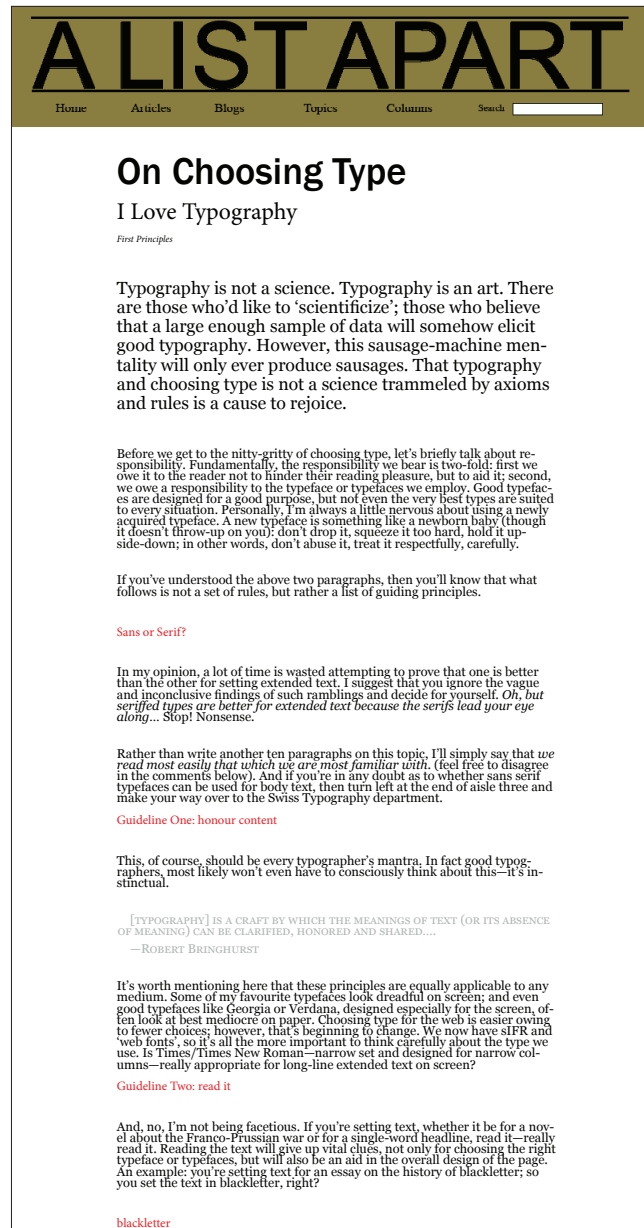 A LIST APART
Home Articles Blogs Topics Columns Search
On Choosing Type
I Love Typography
First Principles
Typography is not a science. Typography is an art. There
are those who’d like to ‘scientificize’; those who believe
that a large enough sample of data will somehow elicit
good typography. However, this sausage-machine men-
tality will only ever produce sausages. That typography
and choosing type is not a science trammeled by axioms
and rules is a cause to rejoice.
Before we get to the nitty-gritty of choosing type, let’s briefly talk about re-
sponsibility. Fundamentally, the responsibility we bear is two-fold: first we
owe it to the reader not to hinder their reading pleasure, but to aid it; second,
we owe a responsibility to the typeface or typefaces we employ. Good typefac-
es are designed for a good purpose, but not even the very best types are suited
to every situation. Personally, I’m always a little nervous about using a newly
acquired typeface. A new typeface is something like a newborn baby (though
it doesn’t throw-up on you): don’t drop it, squeeze it too hard, hold it up-
side-down; in other words, don’t abuse it, treat it respectfully, carefully.
If you’ve understood the above two paragraphs, then you’ll know that what
follows is not a set of rules, but rather a list of guiding principles.
Sans or Serif?
In my opinion, a lot of time is wasted attempting to prove that one is better
than the other for setting extended text. I suggest that you ignore the vague
and inconclusive findings of such ramblings and decide for yourself. Oh, but
seriffed types are better for extended text because the serifs lead your eye
along… Stop! Nonsense.
Rather than write another ten paragraphs on this topic, I’ll simply say that we
read most easily that which we are most familiar with. (feel free to disagree
in the comments below). And if you’re in any doubt as to whether sans serif
typefaces can be used for body text, then turn left at the end of aisle three and
make your way over to the Swiss Typography department.
Guideline One: honour content
This, of course, should be every typographer’s mantra. In fact good typog-
raphers, most likely won’t even have to consciously think about this—it’s in-
stinctual.
[TYPOGRAPHY] IS A CRAFT BY WHICH THE MEANINGS OF TEXT (OR ITS ABSENCE
OF MEANING) CAN BE CLARIFIED, HONORED AND SHARED….
—ROBERT BRINGHURST
It’s worth mentioning here that these principles are equally applicable to any
medium. Some of my favourite typefaces look dreadful on screen; and even
good typefaces like Georgia or Verdana, designed especially for the screen, of-
ten look at best mediocre on paper. Choosing type for the web is easier owing
to fewer choices; however, that’s beginning to change. We now have sIFR and
‘web fonts’, so it’s all the more important to think carefully about the type we
use. Is Times/Times New Roman—narrow set and designed for narrow col-
umns—really appropriate for long-line extended text on screen?
Guideline Two: read it
And, no, I’m not being facetious. If you’re setting text, whether it be for a nov-
el about the Franco-Prussian war or for a single-word headline, read it—really
read it. Reading the text will give up vital clues, not only for choosing the right
typeface or typefaces, but will also be an aid in the overall design of the page.
An example: you’re setting text for an essay on the history of blackletter; so
you set the text in blackletter, right?
blackletter